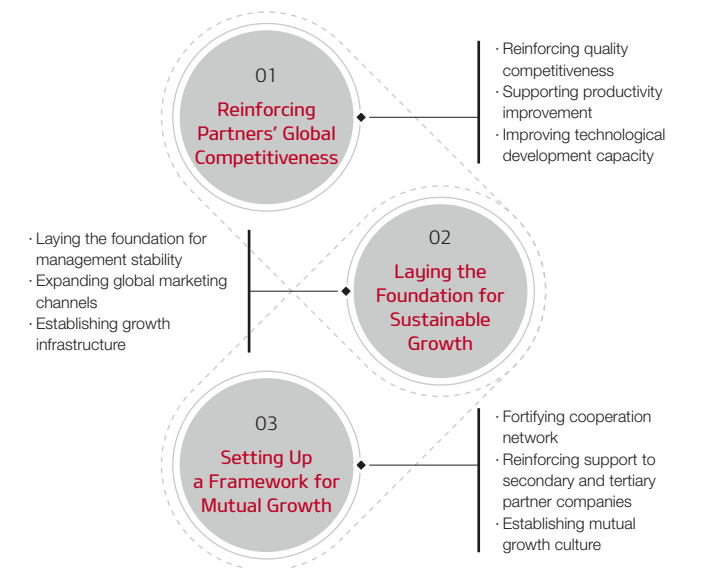 01
Reinforcing
Partners' Global
Competitiveness
· Reinforcing quality
competitiveness
· Supporting productivity
improvement
· Improving technological
development capacity
02
Laying the
Foundation for
Sustainable
Growth
· Laying the foundation for
management stability
· Expanding global marketing
channels
· Establishing growth
infrastructure
03
Setting Up
a Framework for
Mutual Growth
· Fortifying cooperation
network
· Reinforcing support to
secondary and tertiary
partner companies
· Establishing mutual
growth culture